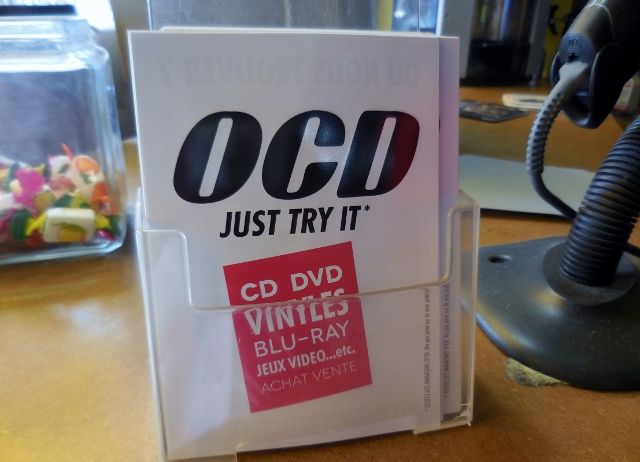 OCD
JUST TRY IT*
CD DVD
VINYLES
BLU-RAY
JEUX VIDEO...etc.
ACHAT VENTE